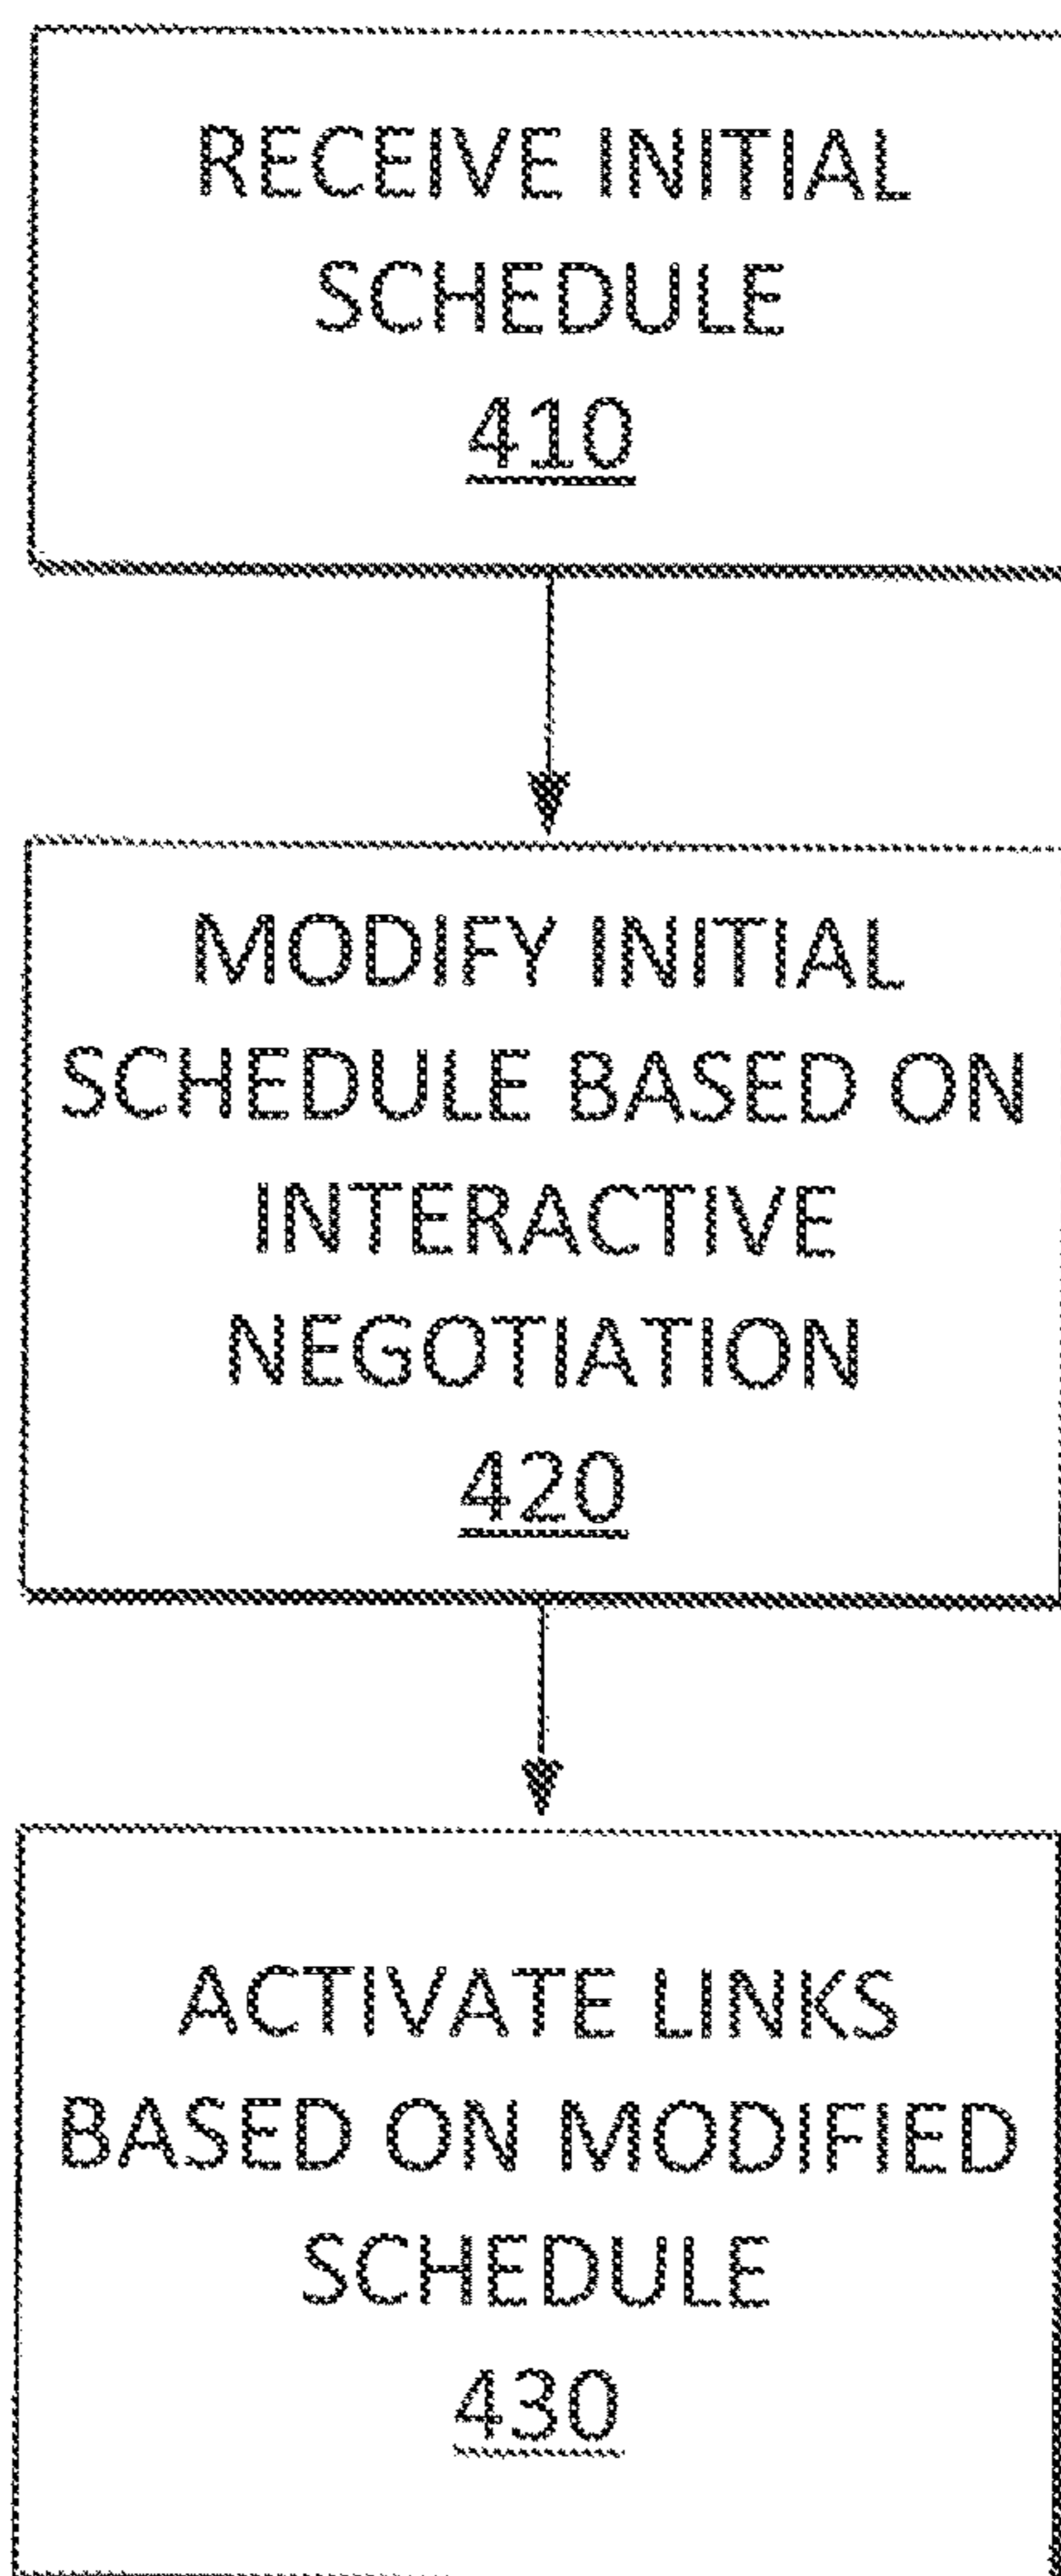 RECEIVE INITIAL
SCHEDULE
410
MODIFY INITIAL
SCHEDULE BASED ON
INTERACTIVE
NEGOTIATION
420
ACTIVATE LINKS
BASED ON MODIFIED
SCHEDULE
430